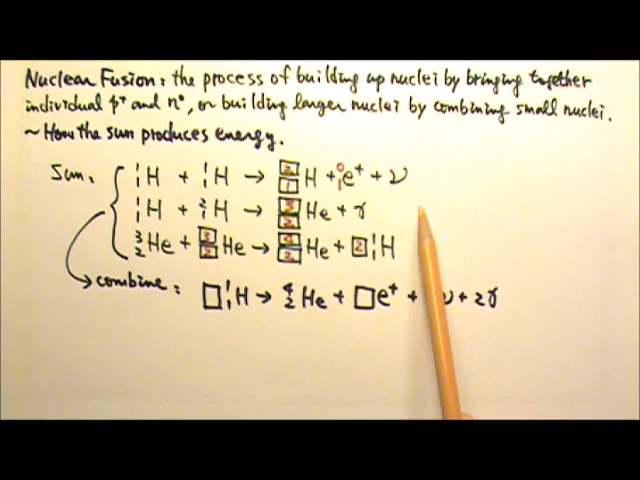 Nuclear Fusion: the process of building up nuclei by bringing together
individual p⁺ and n⁰, or building larger nuclei by combining small nuclei.
~ How the sun produces energy.
Sun: ¹₁H + ¹₁H → ²₁H + ⁰₁e⁺ + ν
¹₁H + ²₁H → ³₂He + γ
³₂He + ³₂He → ⁴₂He + 2 ¹₁H
combine: □ ¹₁H → ⁴₂He + □ e⁺ + ν + 2γ